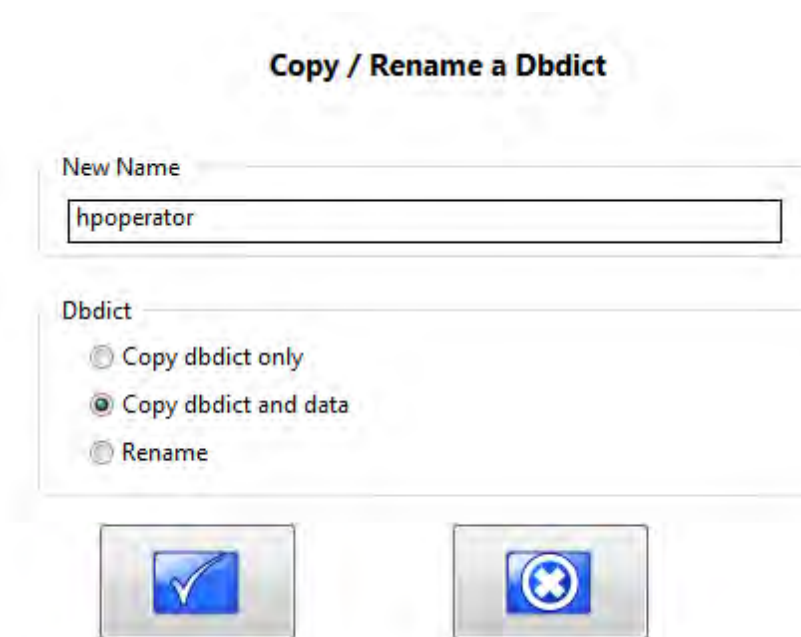 Copy / Rename a Dbdict
New Name
hpoperator
Dbdict
Copy dbdict only
Copy dbdict and data
Rename